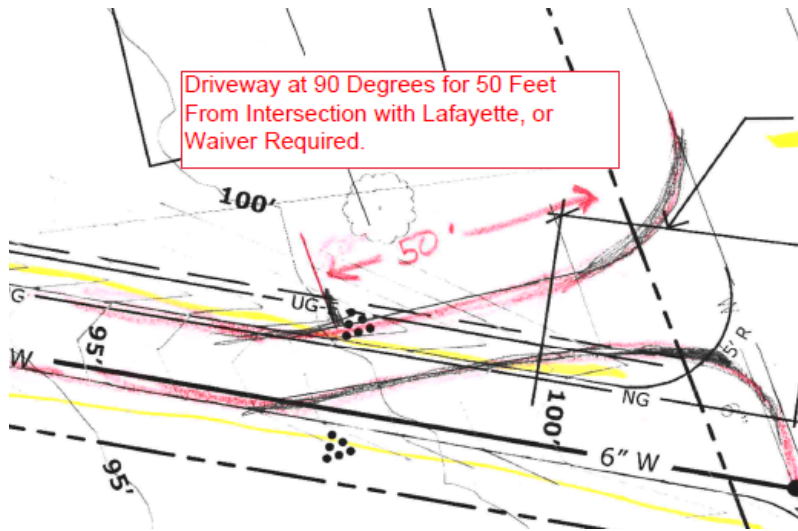 Driveway at 90 Degrees for 50 Feet
From Intersection with Lafayette, or
Waiver Required.
100'
50'
UG
G
95'
W
5' R
NG
100'
6" W
95'